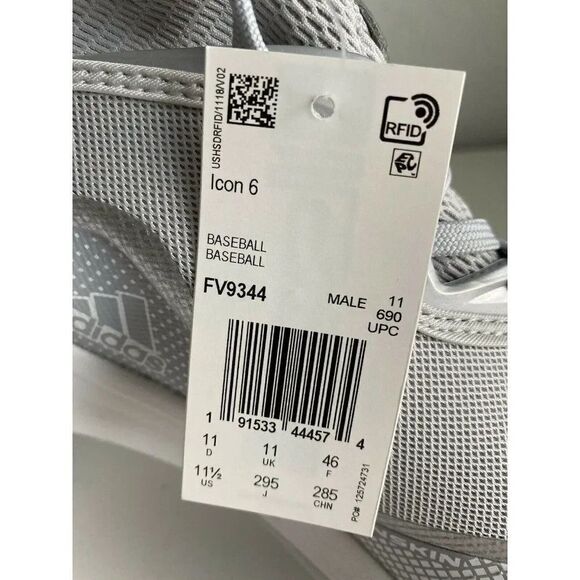 USHSDRFID/1118/V02
RFID
Icon 6
BASEBALL
BASEBALL
FV9344
MALE 11
690
UPC
1 91533 44457 4
11 11 46
D UK F
11½ 295 285
US J CHN
PO# 125724731
adidas
SKIN